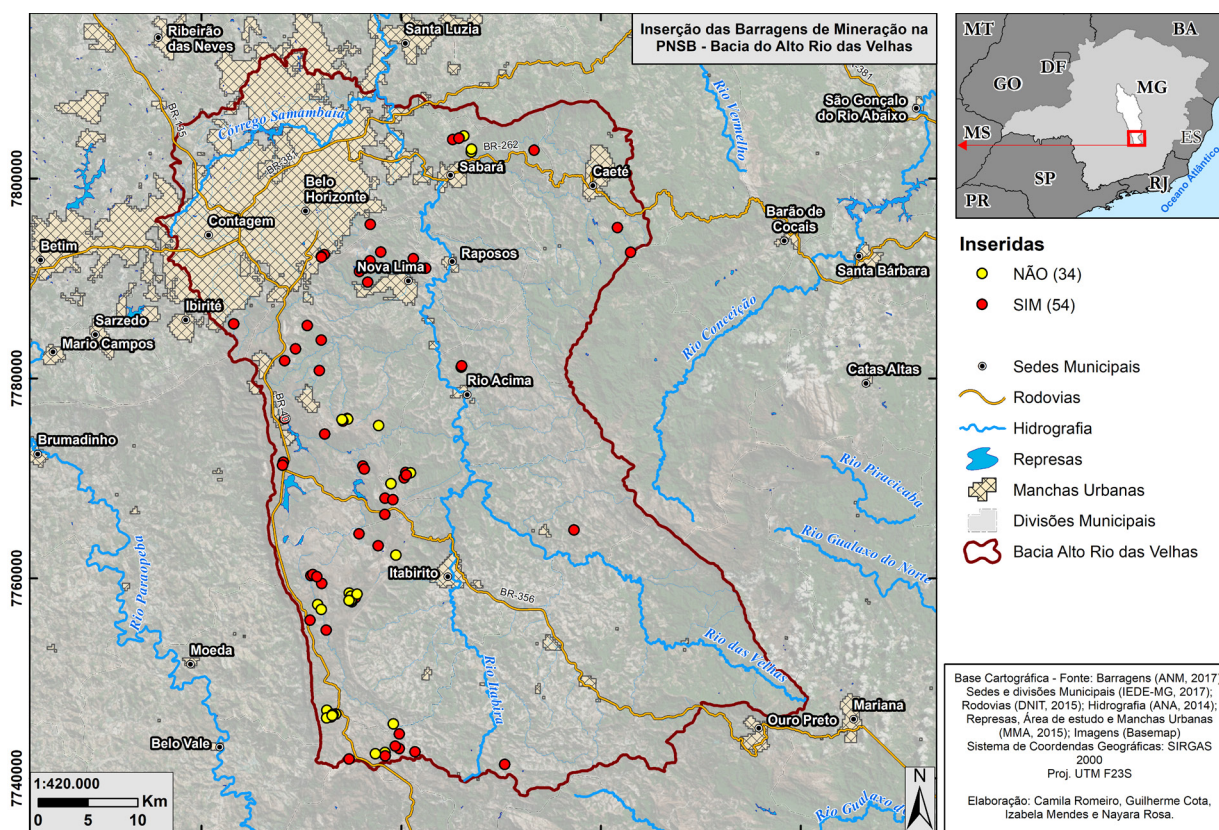 Inserção das Barragens de Mineração na
PNSB - Bacia do Alto Rio das Velhas
Ribeirão
das Neves
Santa Luzia
BR-381
Rio Vermelho
São Gonçalo
do Rio Abaixo
Córrego Samambaia
BR-262
Sabará
Caeté
7800000
Belo
Horizonte
Contagem
Barão de
Cocais
Betim
Raposos
Nova Lima
Santa Bárbara
Ibirité
Sarzedo
Mario Campos
Rio Conceição
7780000
Rio Acima
Catas Altas
Brumadinho
Rio Piracicaba
Rio Gualaxo do Norte
7760000
Itabirito
BR-356
Rio Paraopeba
Moeda
Rio das Velhas
Rio Itabira
Ouro Preto
Mariana
Belo Vale
7740000
1:420.000
Km
0 5 10
N
MT
BA
DF
GO
MG
MS
ES
SP
RJ
PR
Oceano Atlântico
Inseridas
NÃO (34)
SIM (54)
Sedes Municipais
Rodovias
Hidrografia
Represas
Manchas Urbanas
Divisões Municipais
Bacia Alto Rio das Velhas
Base Cartográfica - Fonte: Barragens (ANM, 2017)
Sedes e divisões Municipais (IEDE-MG, 2017);
Rodovias (DNIT, 2015); Hidrografia (ANA, 2014);
Represas, Área de estudo e Manchas Urbanas
(MMA, 2015); Imagens (Basemap)
Sistema de Coordendas Geográficas: SIRGAS
2000
Proj. UTM F23S
Elaboração: Camila Romeiro, Guilherme Cota,
Izabela Mendes e Nayara Rosa.